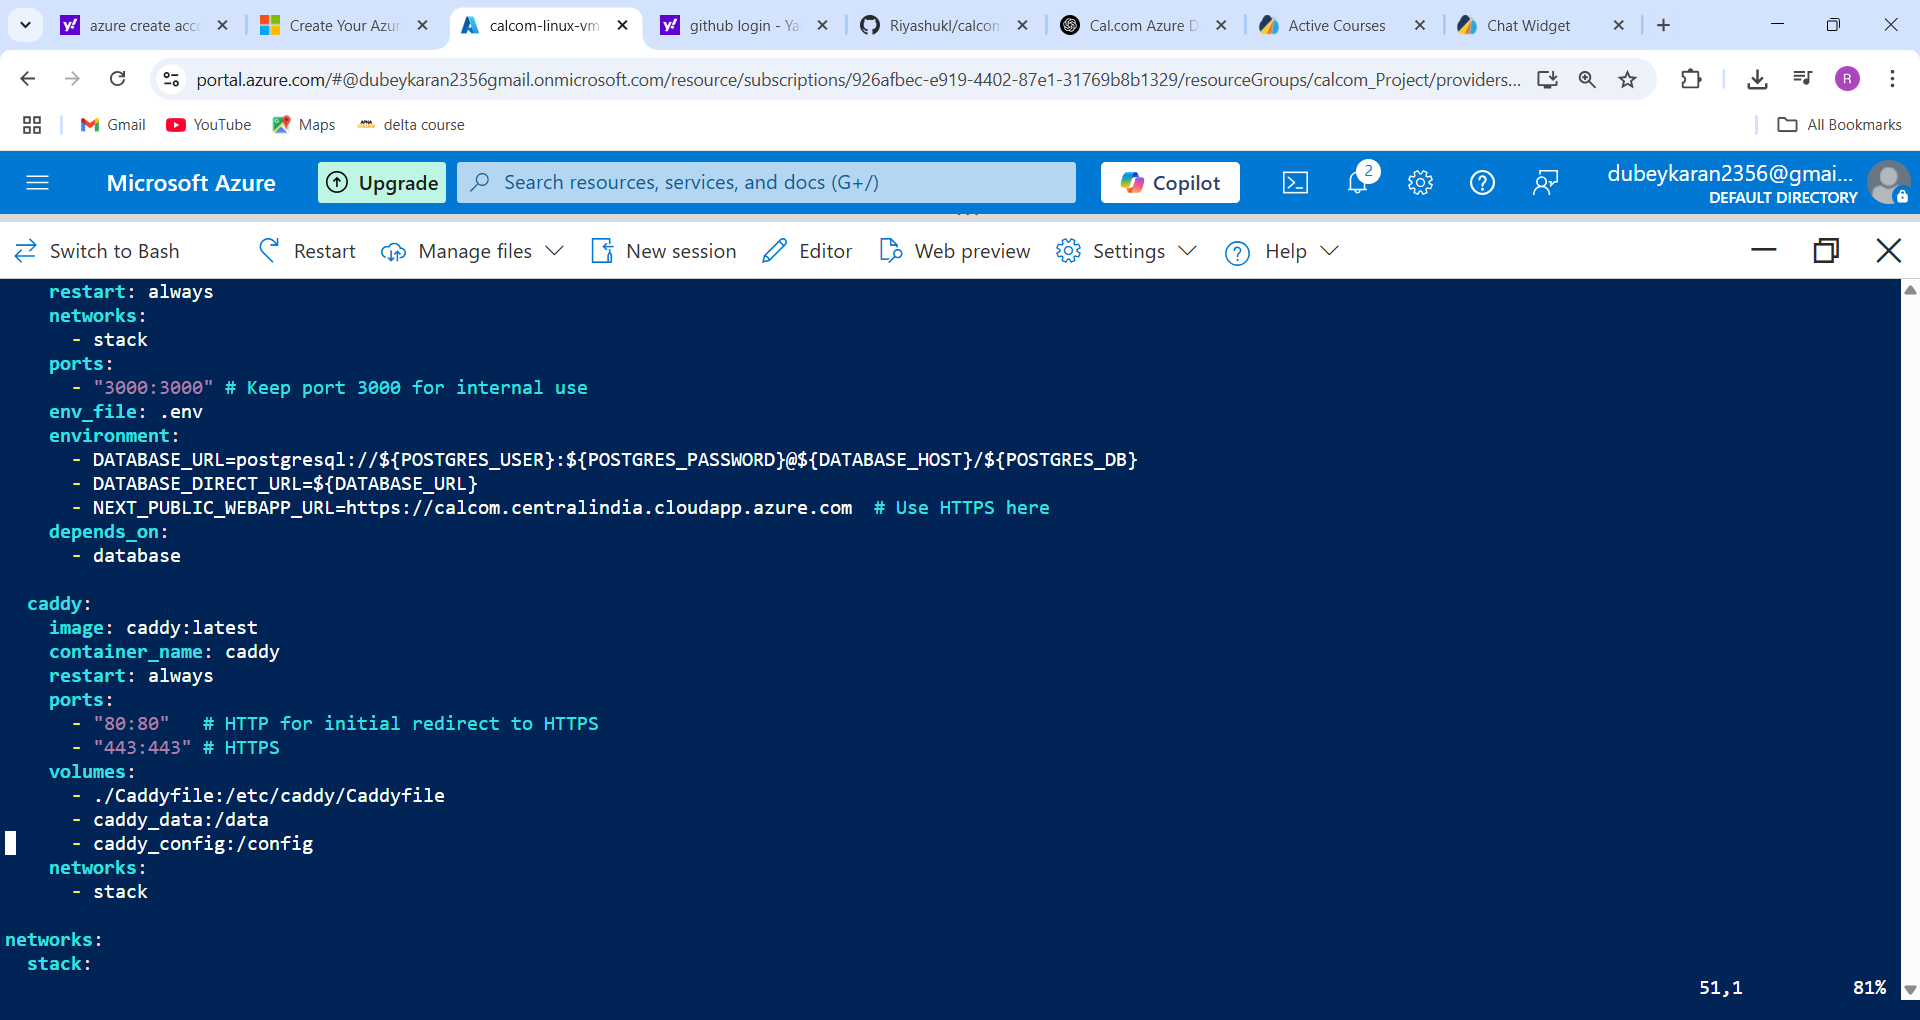 azure create acc
Create Your Azur
calcom-linux-vm
github login - Ya
Riyashukl/calcom
Cal.com Azure D
Active Courses
Chat Widget
portal.azure.com/#@dubeykaran2356gmail.onmicrosoft.com/resource/subscriptions/926afbec-e919-4402-87e1-31769b8b1329/resourceGroups/calcom_Project/providers...
R
Gmail
YouTube
Maps
delta course
All Bookmarks
Microsoft Azure
Upgrade
Search resources, services, and docs (G+/)
Copilot
2
dubeykaran2356@gmai...
DEFAULT DIRECTORY
Switch to Bash
Restart
Manage files
New session
Editor
Web preview
Settings
Help
restart: always
networks:
- stack
ports:
- "3000:3000" # Keep port 3000 for internal use
env_file: .env
environment:
- DATABASE_URL=postgresql://${POSTGRES_USER}:${POSTGRES_PASSWORD}@${DATABASE_HOST}/${POSTGRES_DB}
- DATABASE_DIRECT_URL=${DATABASE_URL}
- NEXT_PUBLIC_WEBAPP_URL=https://calcom.centralindia.cloudapp.azure.com # Use HTTPS here
depends_on:
- database
caddy:
image: caddy:latest
container_name: caddy
restart: always
ports:
- "80:80" # HTTP for initial redirect to HTTPS
- "443:443" # HTTPS
volumes:
- ./Caddyfile:/etc/caddy/Caddyfile
- caddy_data:/data
- caddy_config:/config
networks:
- stack
networks:
stack:
51,1 81%